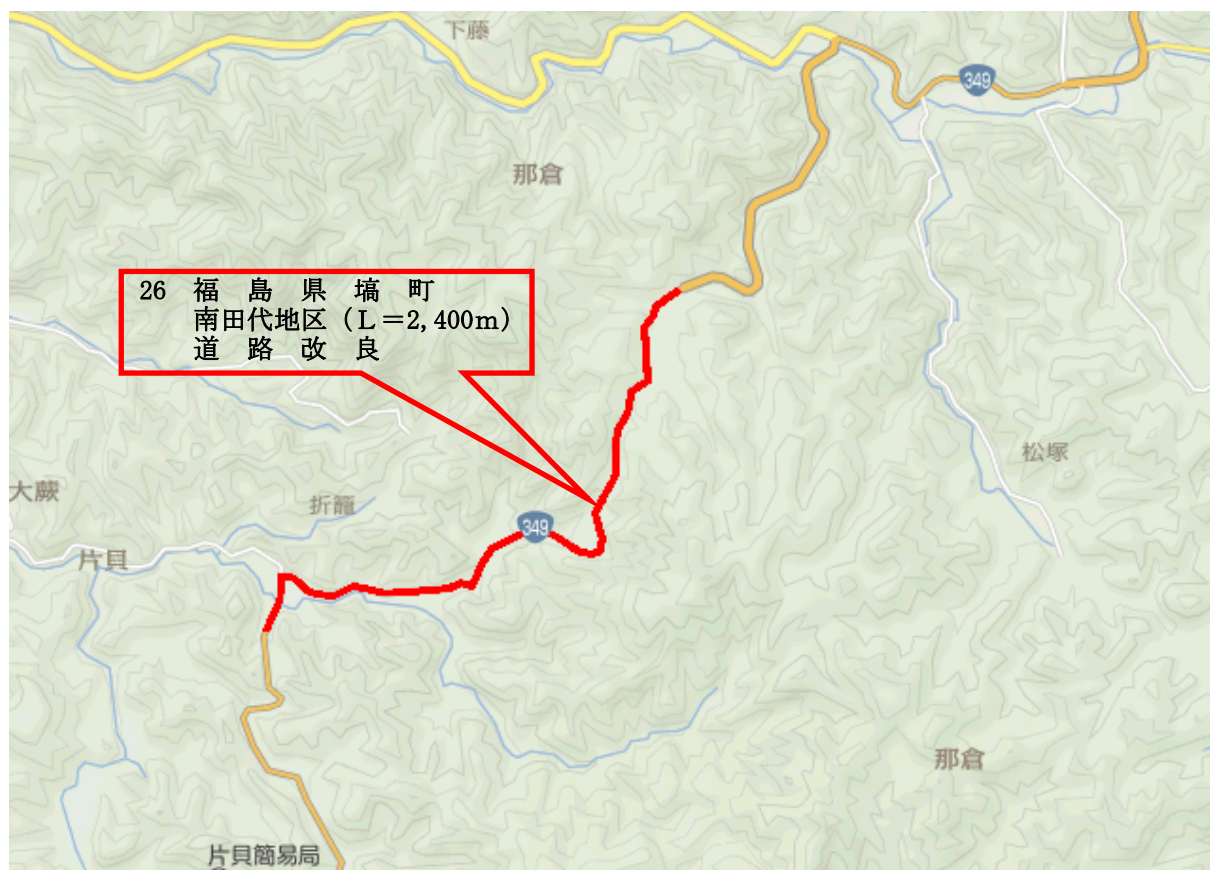 下藤
349
那倉
26 福 島 県 塙 町
南田代地区（Ｌ＝2,400ｍ）
道 路 改 良
松塚
大蕨
折籠
349
片貝
那倉
片貝簡易局